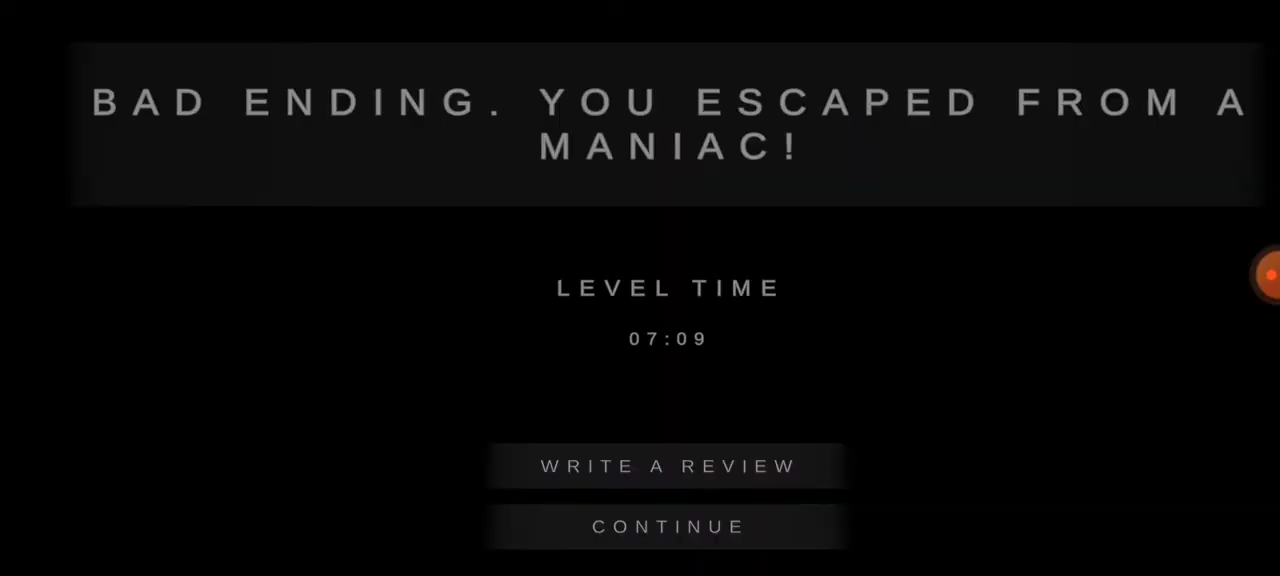 BAD ENDING. YOU ESCAPED FROM A
MANIAC!
LEVEL TIME
07:09
WRITE A REVIEW
CONTINUE